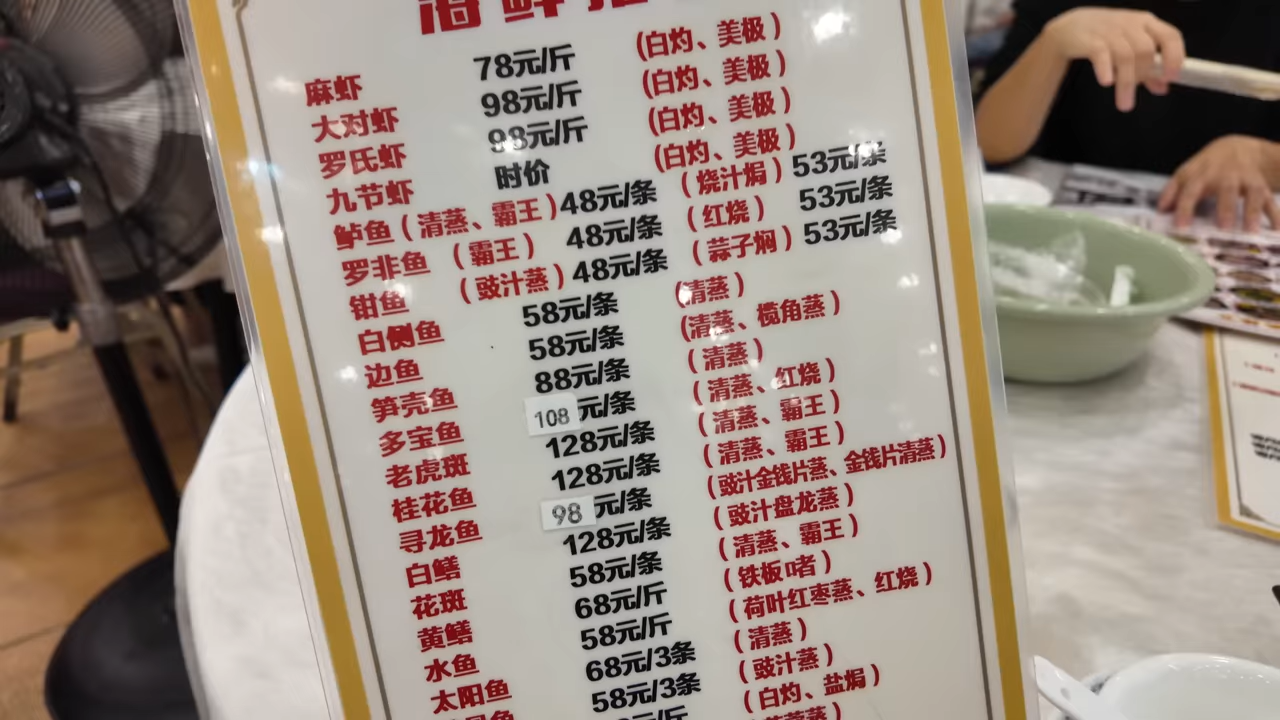 海鲜
麻虾 78元/斤 (白灼、美极)
大对虾 98元/斤 (白灼、美极)
罗氏虾 98元/斤 (白灼、美极)
九节虾 时价 (白灼、美极)
鲈鱼（清蒸、霸王）48元/条 （烧汁焗）53元/条
罗非鱼 （霸王） 48元/条 （红烧） 53元/条
钳鱼 （豉汁蒸）48元/条 （蒜子焖）53元/条
白侧鱼 58元/条 (清蒸）
边鱼 58元/条 (清蒸、榄角蒸）
笋壳鱼 88元/条 （清蒸）
多宝鱼 108元/条 （清蒸、红烧）
老虎斑 128元/条 （清蒸、霸王）
桂花鱼 128元/条 （清蒸、霸王）
寻龙鱼 98元/条 （豉汁金钱片蒸、金钱片清蒸）
白鳝 128元/条 （豉汁盘龙蒸）
花斑 58元/条 （清蒸、霸王）
黄鳝 68元/斤 （铁板啫）
水鱼 58元/斤 （荷叶红枣蒸、红烧）
太阳鱼 68元/3条 （清蒸）
鱼 58元/3条 （豉汁蒸）
元/斤 （白灼、盐焗）